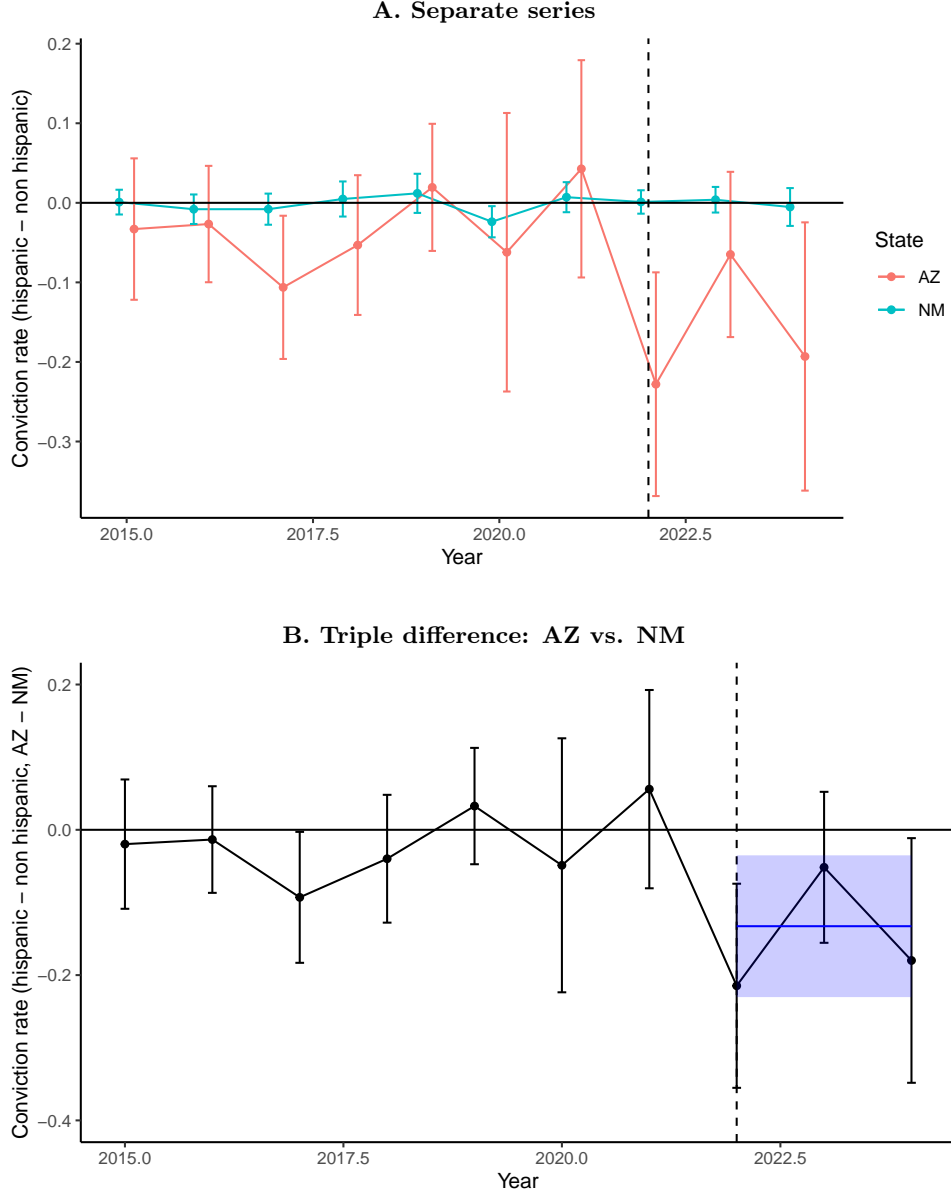 A. Separate series
Conviction rate (hispanic − non hispanic)
0.2
0.1
0.0
−0.1
−0.2
−0.3
2015.0
2017.5
2020.0
2022.5
Year
State
AZ
NM
B. Triple difference: AZ vs. NM
Conviction rate (hispanic − non hispanic, AZ − NM)
0.2
0.0
−0.2
−0.4
2015.0
2017.5
2020.0
2022.5
Year